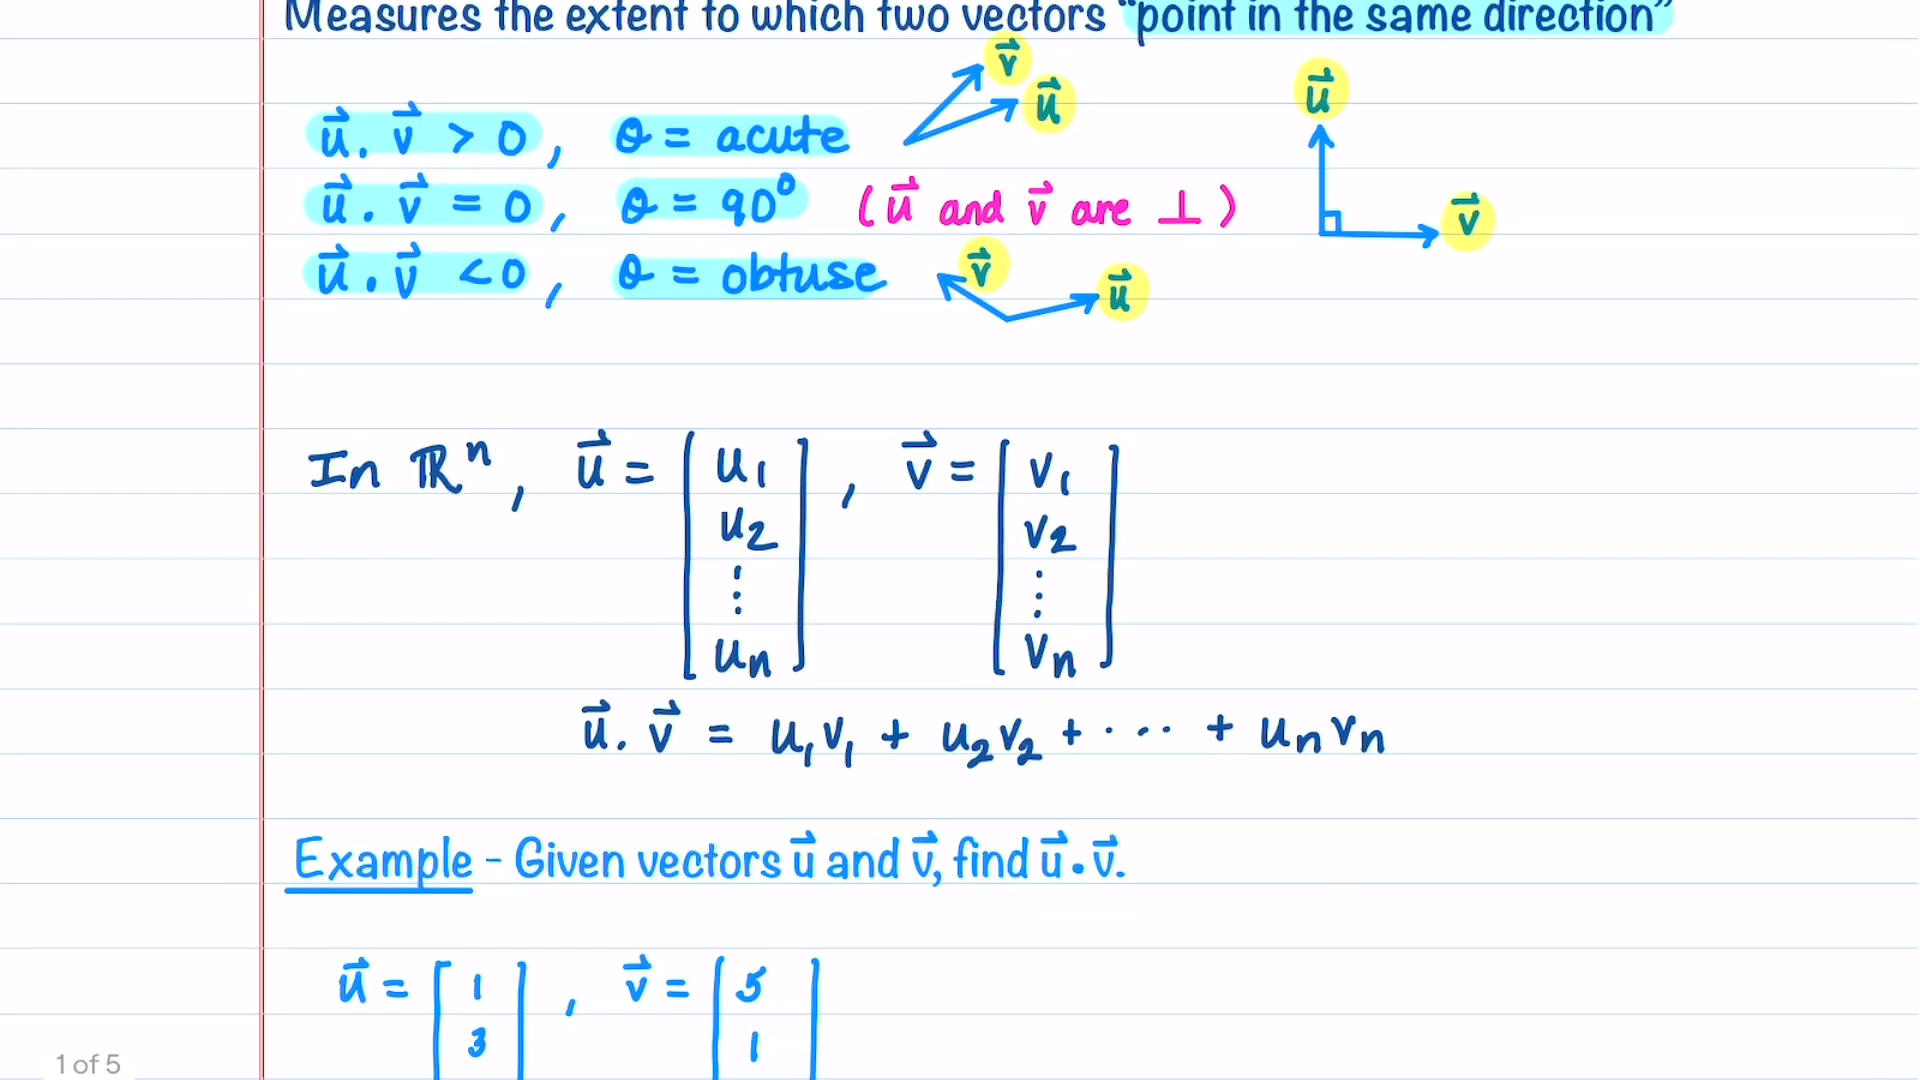 Measures the extent to which two vectors “point in the same direction”
u⃗ . v⃗ > 0 , θ = acute v⃗ u⃗ u⃗
u⃗ . v⃗ = 0 , θ = 90° (u⃗ and v⃗ are ⊥) v⃗
u⃗ . v⃗ < 0 , θ = obtuse v⃗ u⃗
In ℝⁿ, u⃗ = [ u₁ u₂ ⋮ uₙ ] , v⃗ = [ v₁ v₂ ⋮ vₙ ]
u⃗ . v⃗ = u₁v₁ + u₂v₂ + ··· + uₙvₙ
Example - Given vectors u⃗ and v⃗, find u⃗ • v⃗.
u⃗ = [ 1 3 , v⃗ = [ 5 1 ]
1 of 5